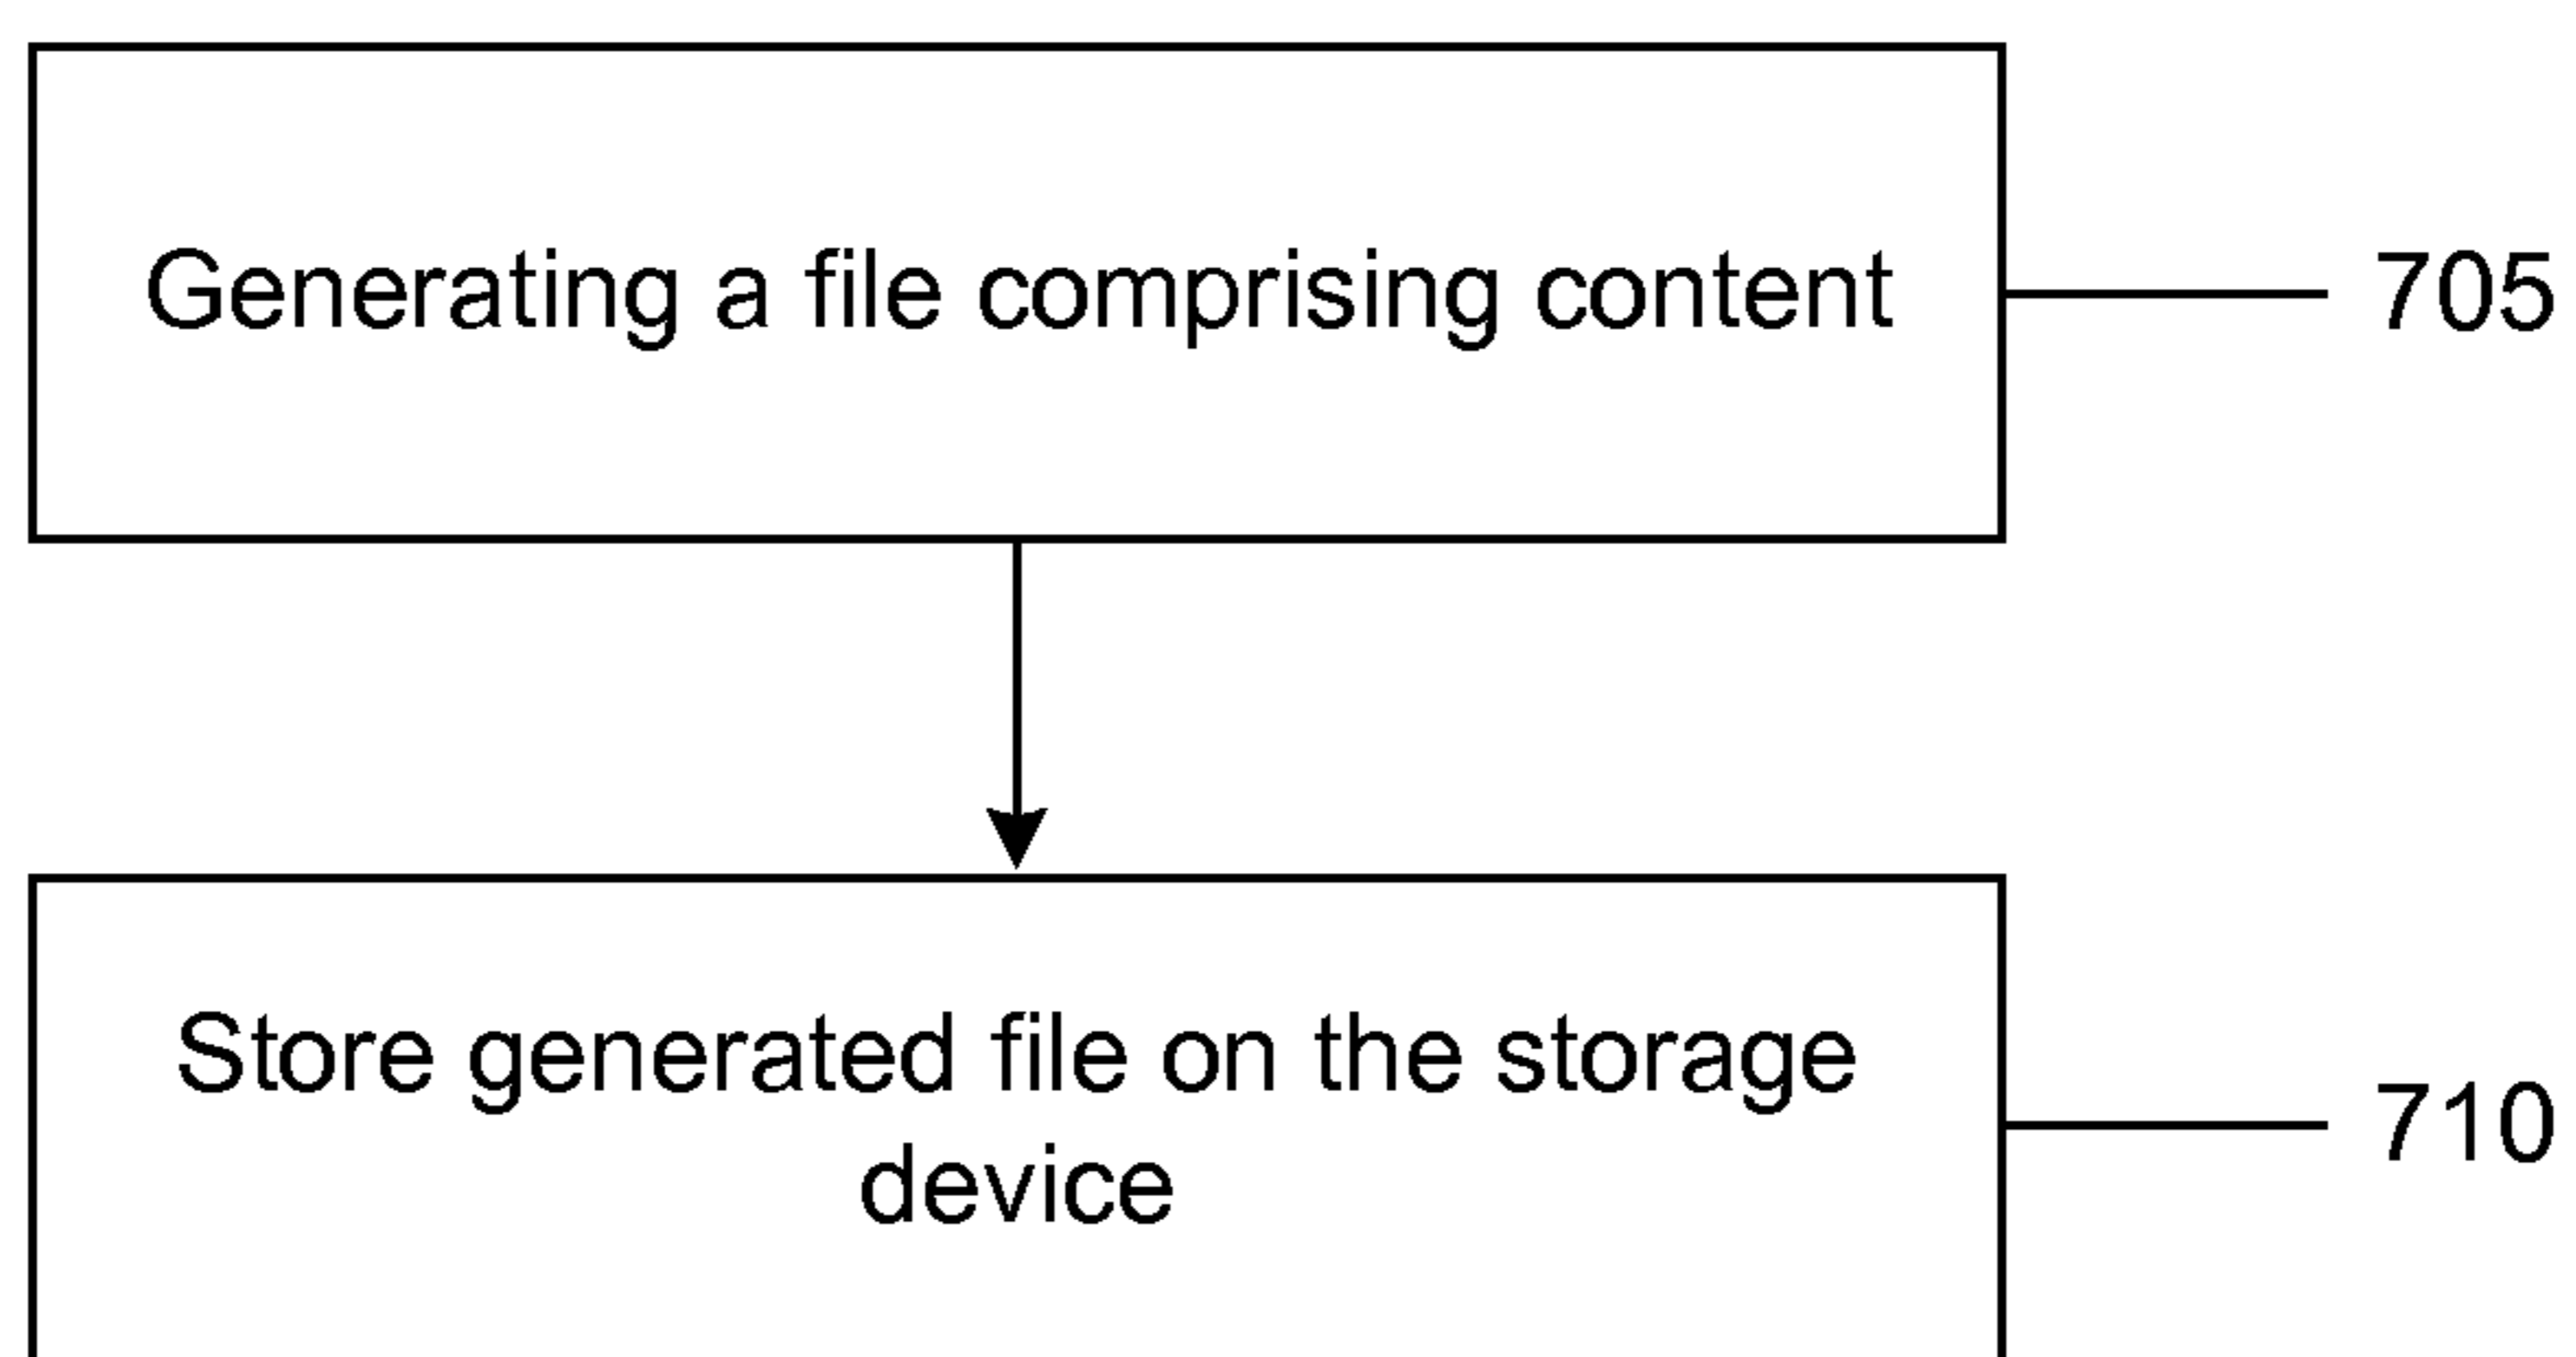 Generating a file comprising content
705
Store generated file on the storage
device
710